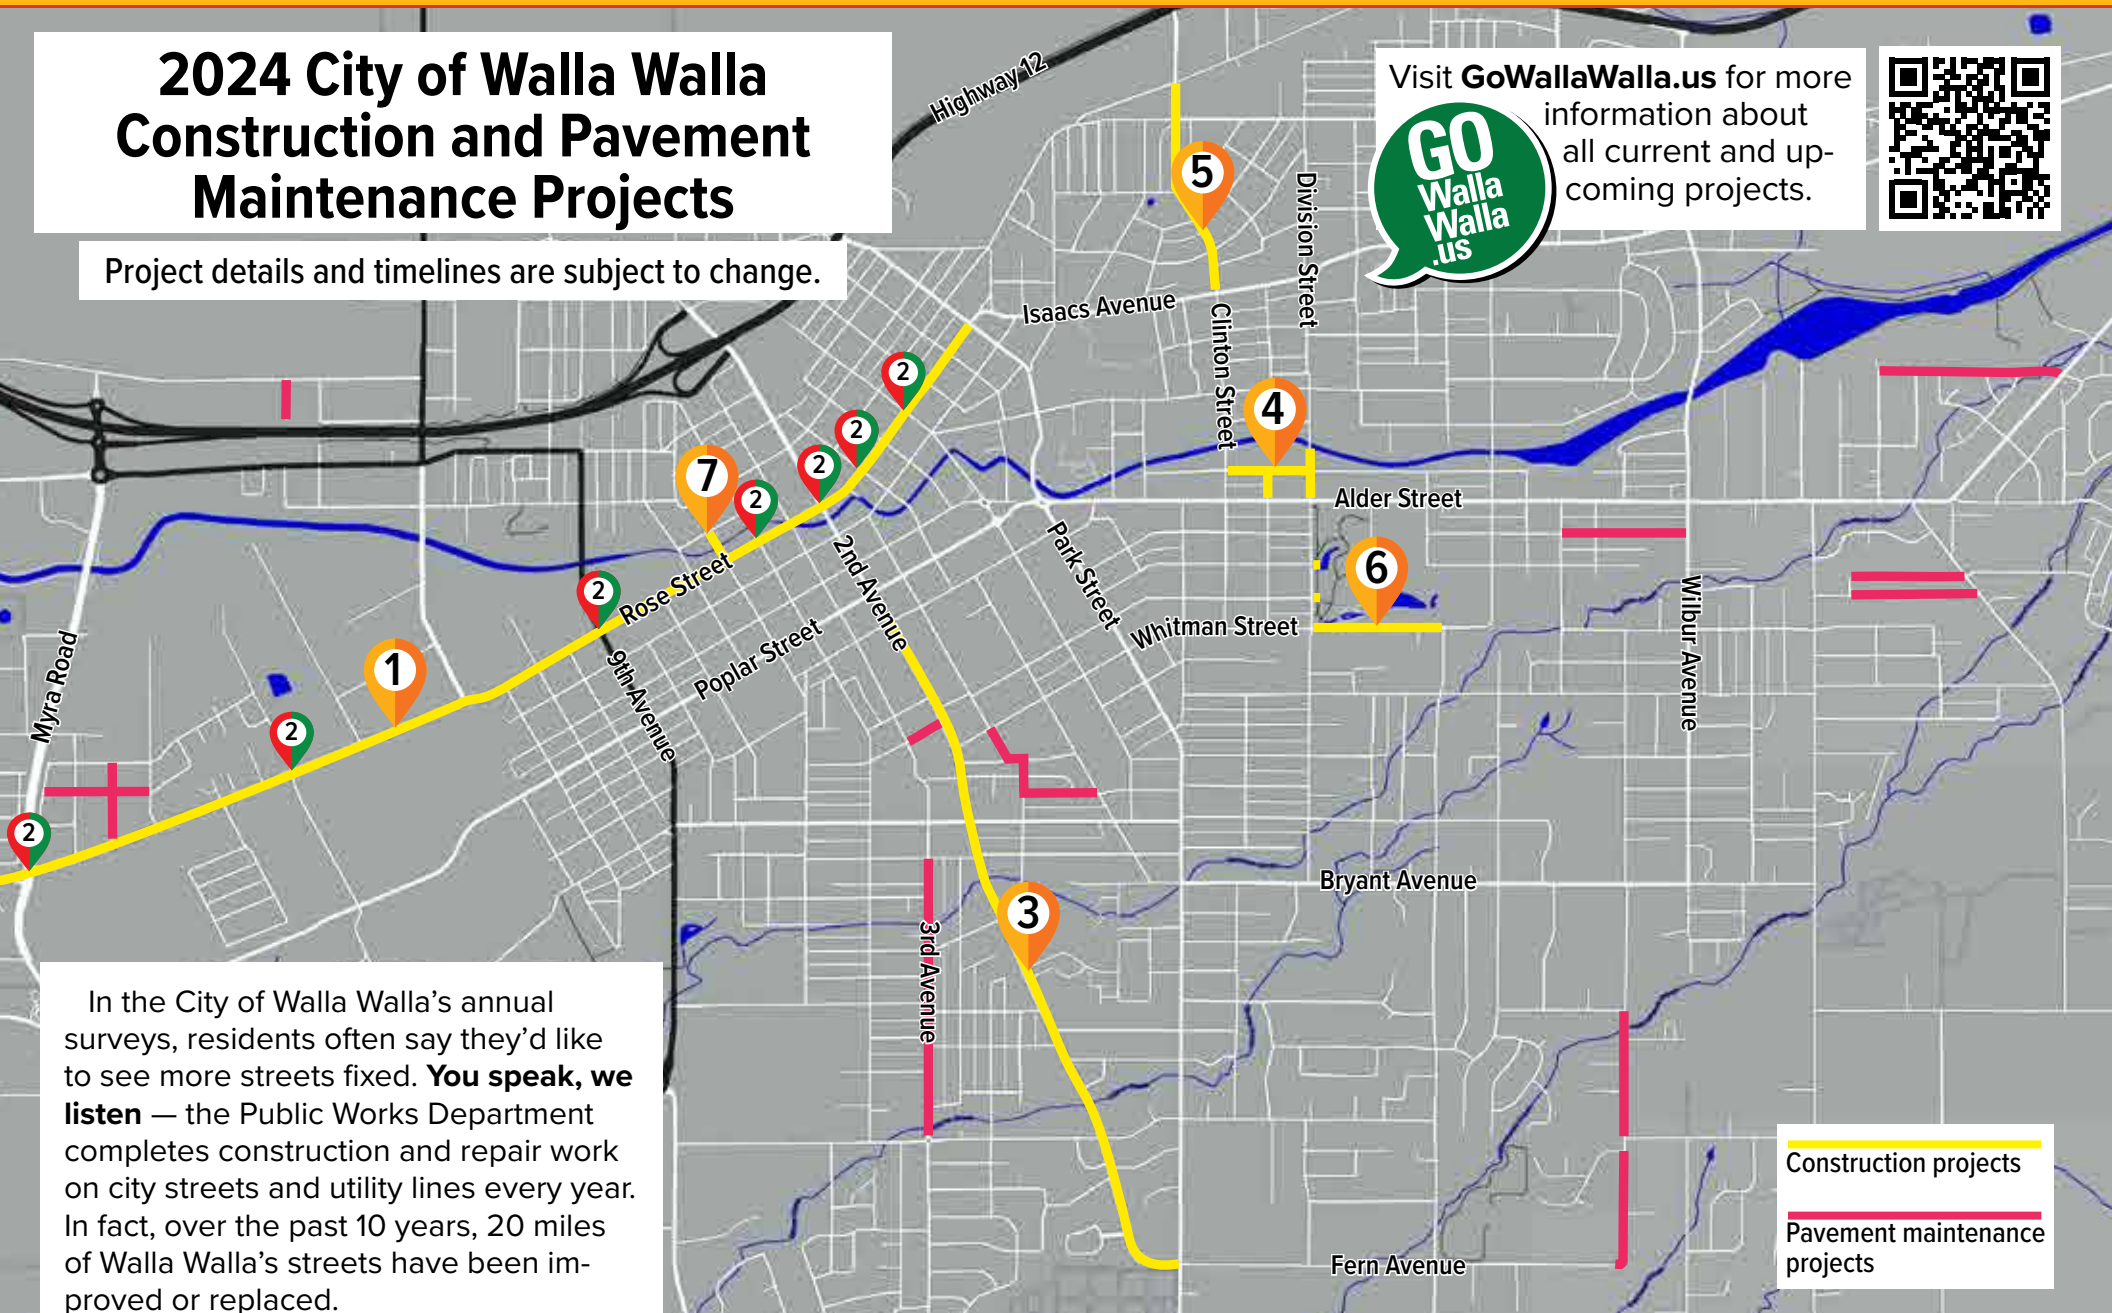 2024 City of Walla Walla
Construction and Pavement
Maintenance Projects
Project details and timelines are subject to change.
Visit GoWallaWalla.us for more
information about
all current and up-
coming projects.
GO
Walla
Walla
.us
Highway 12
Isaacs Avenue
Division Street
Clinton Street
5
4
2
2
2
2
7
Alder Street
6
Rose Street
2nd Avenue
Park Street
Whitman Street
Wilbur Avenue
2
Poplar Street
9th Avenue
Myra Road
1
2
2
Bryant Avenue
3
3rd Avenue
Fern Avenue
In the City of Walla Walla’s annual
surveys, residents often say they’d like
to see more streets fixed. You speak, we
listen — the Public Works Department
completes construction and repair work
on city streets and utility lines every year.
In fact, over the past 10 years, 20 miles
of Walla Walla’s streets have been im-
proved or replaced.
Construction projects
Pavement maintenance
projects